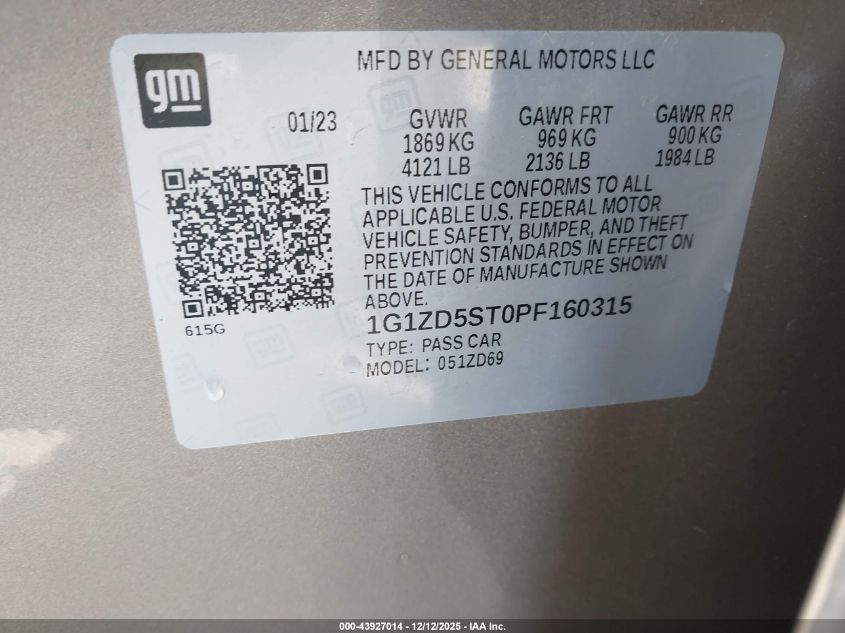 gm
MFD BY GENERAL MOTORS LLC
01/23
GVWR GAWR FRT GAWR RR
1869 KG 969 KG 900 KG
4121 LB 2136 LB 1984 LB
THIS VEHICLE CONFORMS TO ALL
APPLICABLE U.S. FEDERAL MOTOR
VEHICLE SAFETY, BUMPER, AND THEFT
PREVENTION STANDARDS IN EFFECT ON
THE DATE OF MANUFACTURE SHOWN
ABOVE.
615G
1G1ZD5ST0PF160315
TYPE: PASS CAR
MODEL: 051ZD69
000-43927014 - 12/12/2025 - IAA Inc.